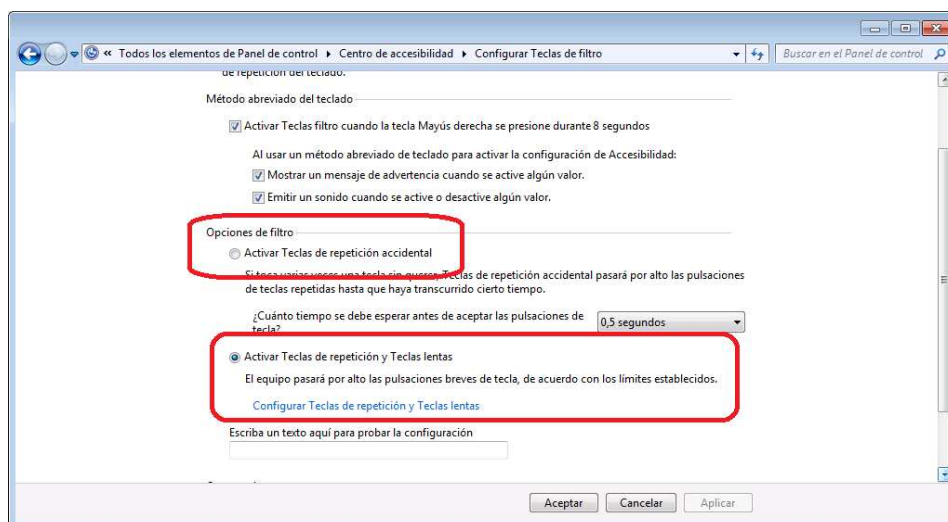 « Todos los elementos de Panel de control ▸ Centro de accesibilidad ▸ Configurar Teclas de filtro
Buscar en el Panel de control
de repetición del teclado.
Método abreviado del teclado
Activar Teclas filtro cuando la tecla Mayús derecha se presione durante 8 segundos
Al usar un método abreviado de teclado para activar la configuración de Accesibilidad:
Mostrar un mensaje de advertencia cuando se active algún valor.
Emitir un sonido cuando se active o desactive algún valor.
Opciones de filtro
Activar Teclas de repetición accidental
Si toca varias veces una tecla sin querer, Teclas de repetición accidental pasará por alto las pulsaciones
de teclas repetidas hasta que haya transcurrido cierto tiempo.
¿Cuánto tiempo se debe esperar antes de aceptar las pulsaciones de
tecla?
0,5 segundos
Activar Teclas de repetición y Teclas lentas
El equipo pasará por alto las pulsaciones breves de tecla, de acuerdo con los límites establecidos.
Configurar Teclas de repetición y Teclas lentas
Escriba un texto aquí para probar la configuración
Aceptar
Cancelar
Aplicar